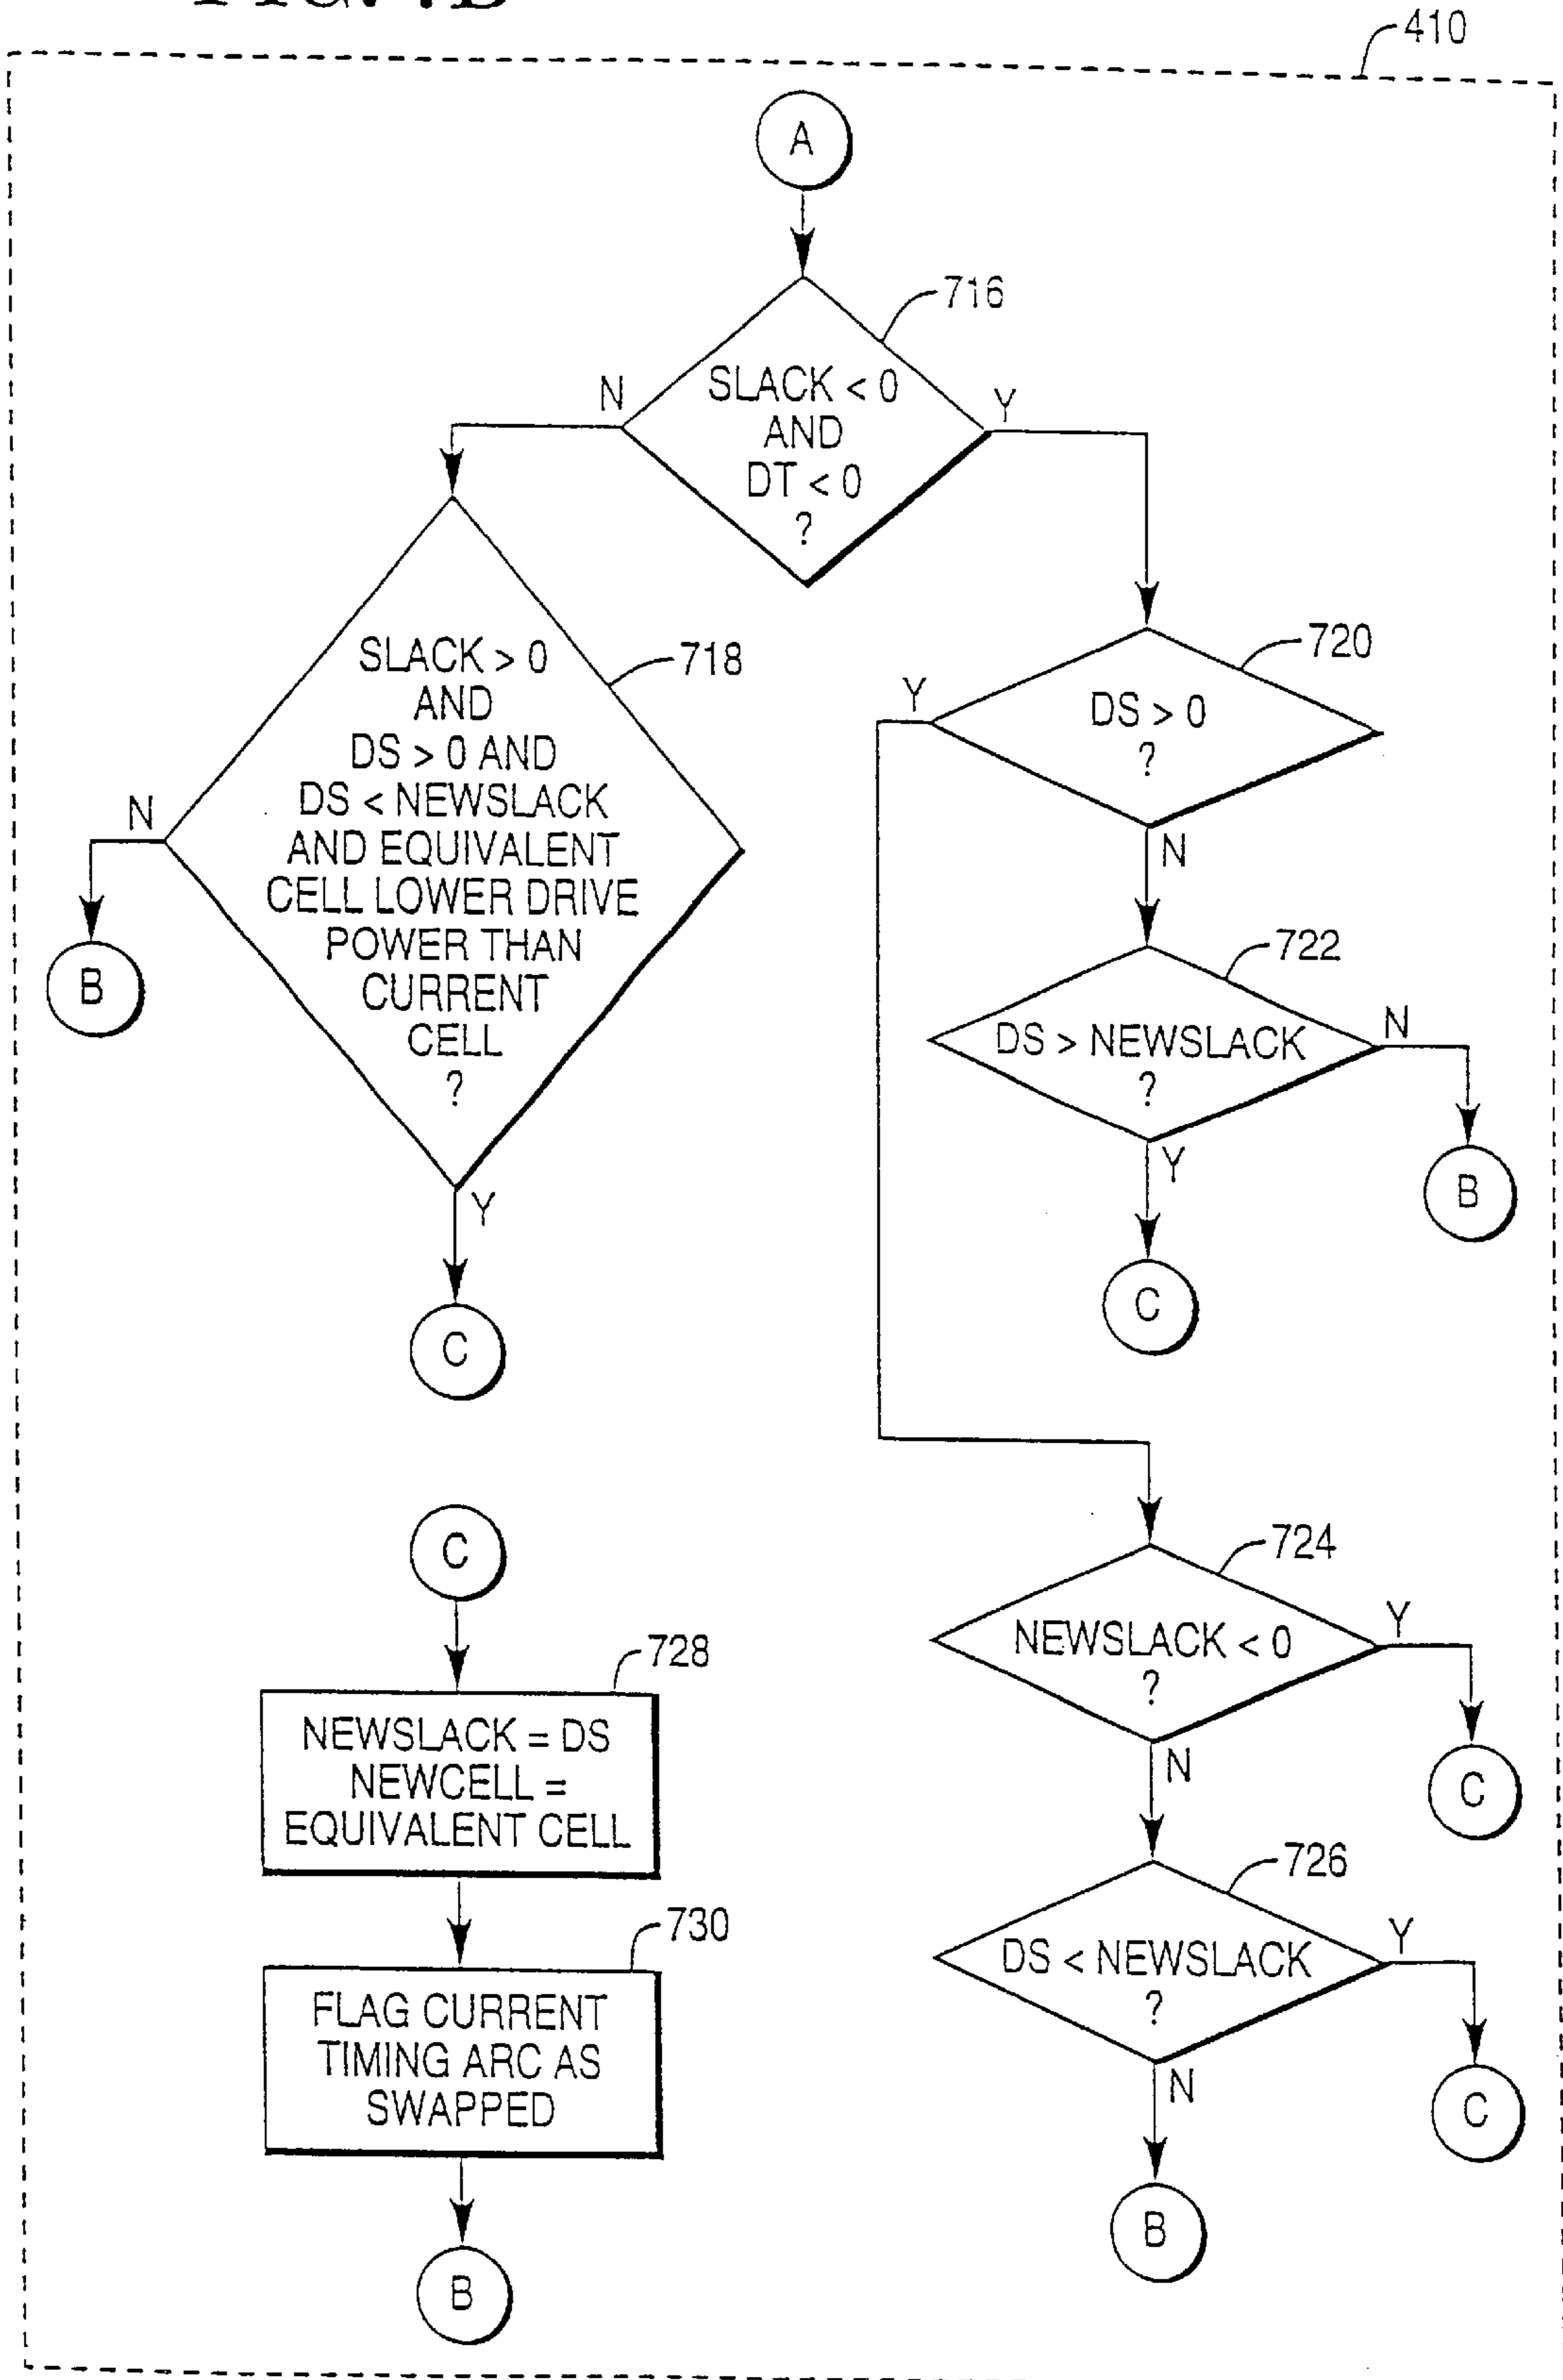 410
A
716
SLACK < 0
AND
DT < 0
?
N
Y
718
SLACK > 0
AND
DS > 0 AND
DS < NEWSLACK
AND EQUIVALENT
CELL LOWER DRIVE
POWER THAN
CURRENT
CELL
?
N
B
Y
C
720
DS > 0
?
Y
N
722
DS > NEWSLACK
?
N
B
Y
C
724
NEWSLACK < 0
?
Y
C
N
726
DS < NEWSLACK
?
Y
C
N
B
C
728
NEWSLACK = DS
NEWCELL =
EQUIVALENT CELL
730
FLAG CURRENT
TIMING ARC AS
SWAPPED
B